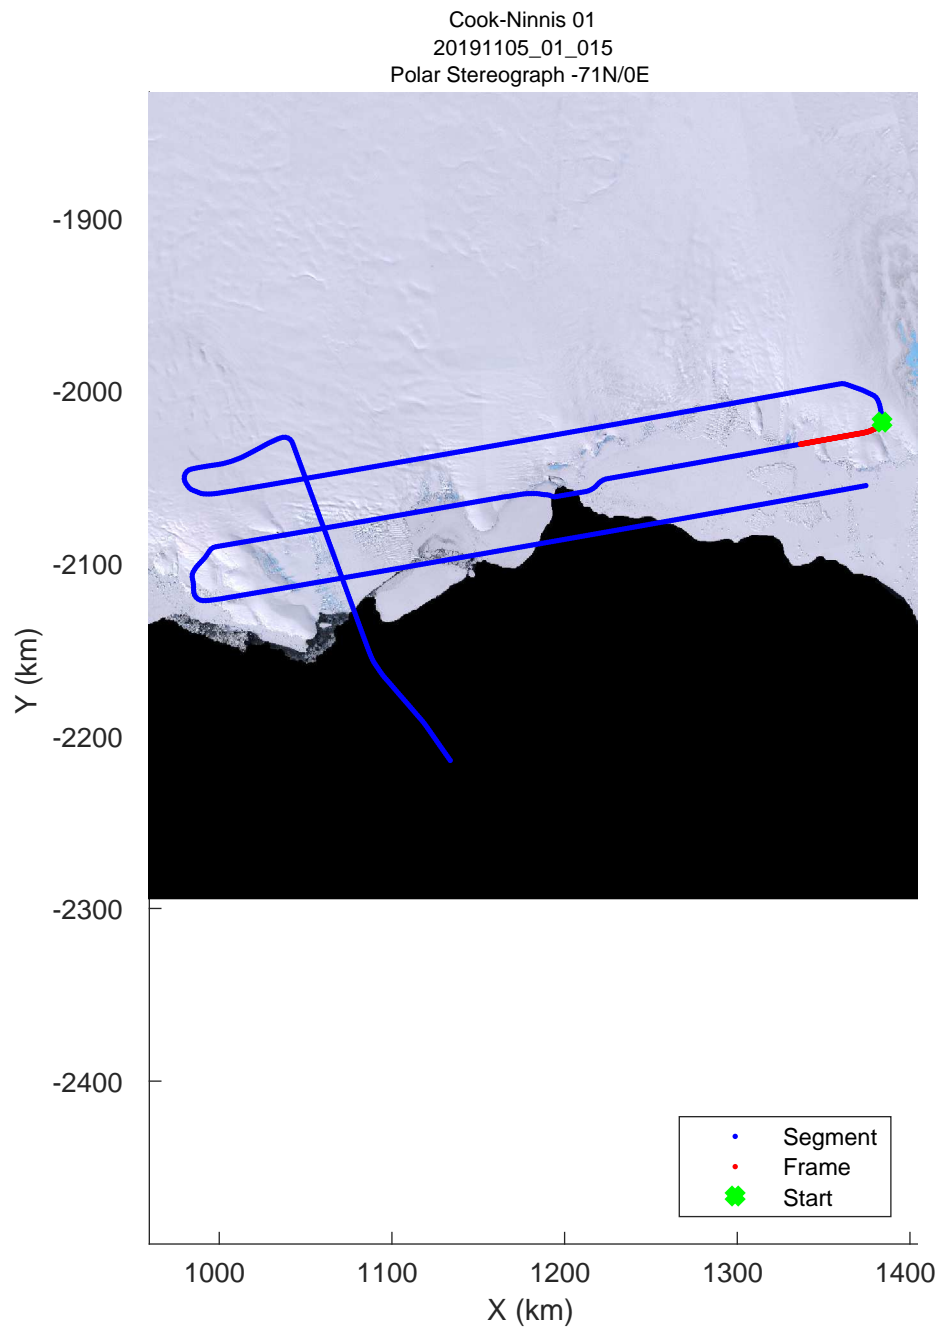 Cook-Ninnis 01
20191105_01_015
Polar Stereograph -71N/0E
-1900
-2000
-2100
-2200
-2300
-2400
Y (km)
Segment
Frame
Start
1000
1100
1200
1300
1400
X (km)